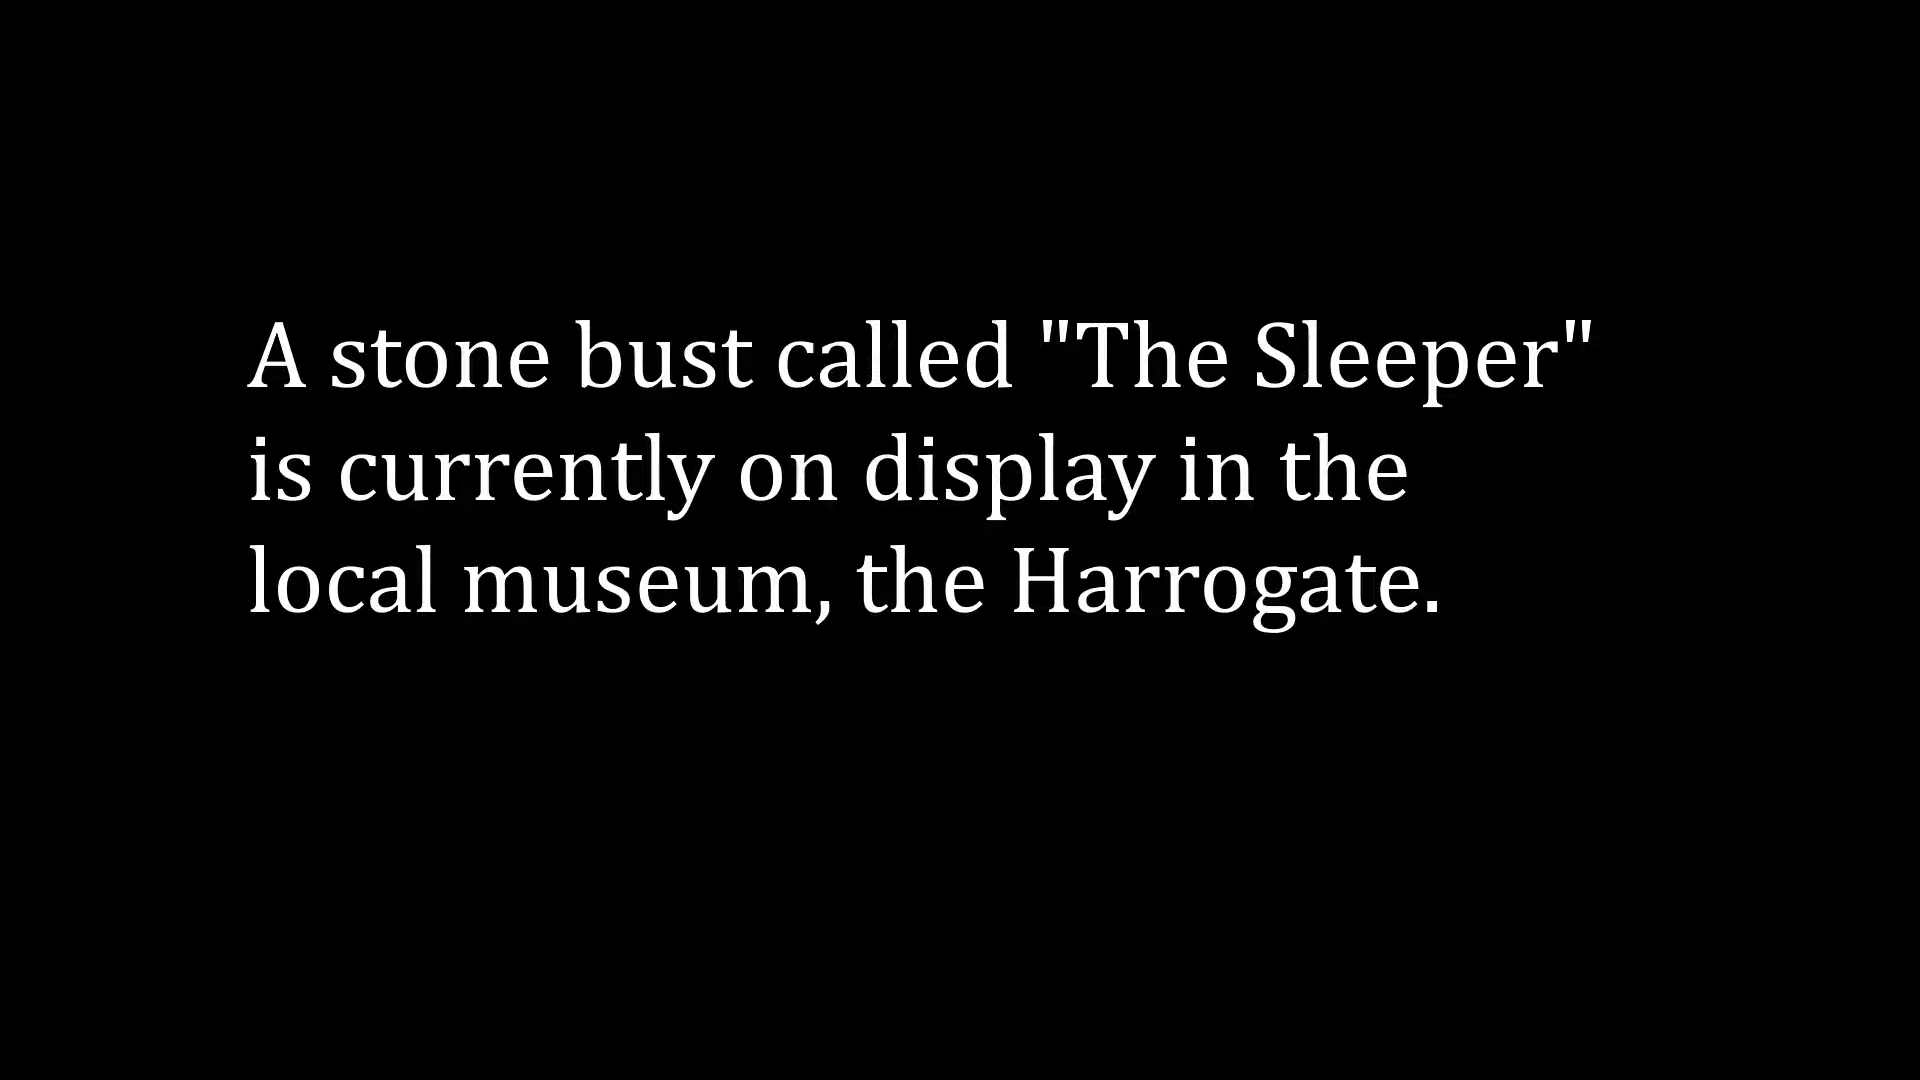 A stone bust called "The Sleeper"
is currently on display in the
local museum, the Harrogate.